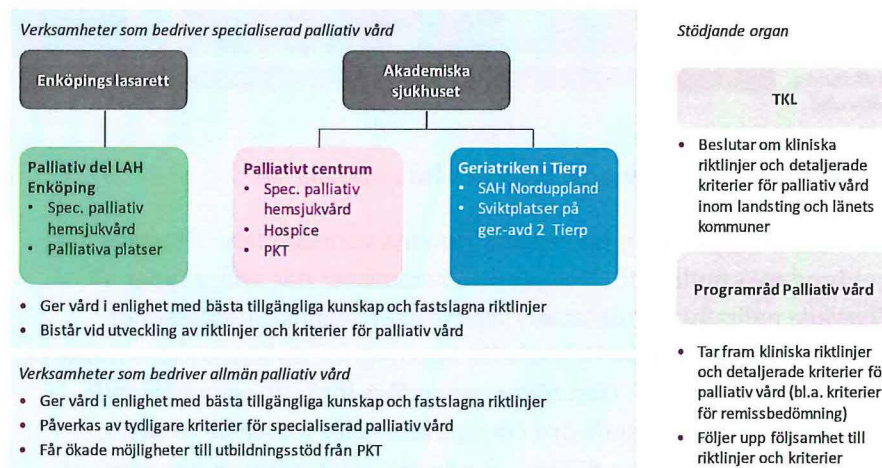 Verksamheter som bedriver specialiserad palliativ vård
Enköpings lasarett
Akademiska
sjukhuset
Palliativ del LAH
Enköping
• Spec. palliativ
hemsjukvård
• Palliativa platser
Palliativt centrum
• Spec. palliativ
hemsjukvård
• Hospice
• PKT
Geriatriken i Tierp
• SAH Norduppland
• Sviktplatser på
ger.-avd 2 Tierp
• Ger vård i enlighet med bästa tillgängliga kunskap och fastslagna riktlinjer
• Bistår vid utveckling av riktlinjer och kriterier för palliativ vård
Verksamheter som bedriver allmän palliativ vård
• Ger vård i enlighet med bästa tillgängliga kunskap och fastslagna riktlinjer
• Påverkas av tydligare kriterier för specialiserad palliativ vård
• Får ökade möjligheter till utbildningsstöd från PKT
Stödjande organ
TKL
• Beslutar om kliniska
riktlinjer och detaljerade
kriterier för palliativ vård
inom landsting och länets
kommuner
Programråd Palliativ vård
• Tar fram kliniska riktlinjer
och detaljerade kriterier fö
palliativ vård (bl.a. kriterier
för remissbedömning)
• Följer upp följsamhet till
riktlinjer och kriterier